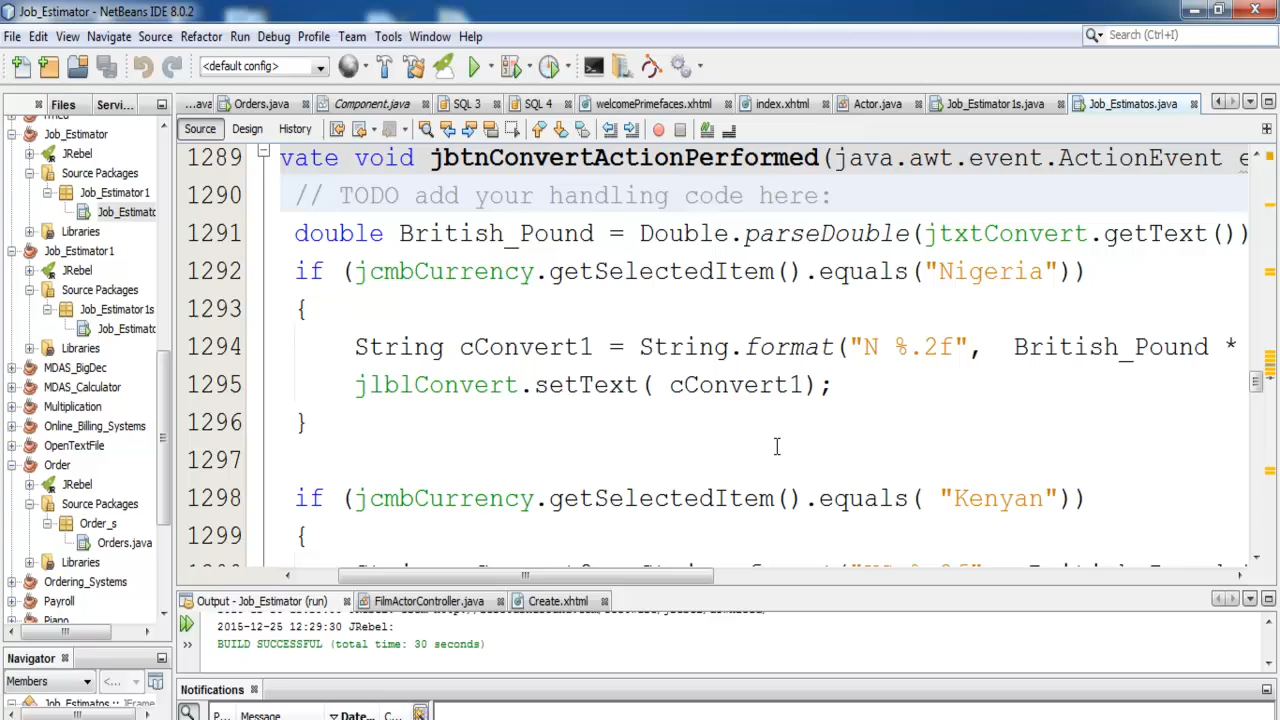 Job_Estimator - NetBeans IDE 8.0.2
File Edit View Navigate Source Refactor Run Debug Profile Team Tools Window Help
Search (Ctrl+I)
<default config>
Files Servi...
...ava Orders.java Component.java SQL 3 SQL 4 welcomePrimefaces.xhtml index.xhtml Actor.java Job_Estimator1s.java Job_Estimatos.java
Source Design History
Job_Estimator
JRebel
Source Packages
Job_Estimator1
Job_Estimato
Libraries
Job_Estimator1
JRebel
Source Packages
Job_Estimator1s
Job_Estimato
Libraries
MDAS_BigDec
MDAS_Calculator
Multiplication
Online_Billing_Systems
OpenTextFile
Order
JRebel
Source Packages
Order_s
Orders.java
Libraries
Ordering_Systems
Payroll
Piano
1289 vate void jbtnConvertActionPerformed(java.awt.event.ActionEvent e
1290 // TODO add your handling code here:
1291 double British_Pound = Double.parseDouble(jtxtConvert.getText())
1292 if (jcmbCurrency.getSelectedItem().equals("Nigeria"))
1293 {
1294 String cConvert1 = String.format("N %.2f", British_Pound *
1295 jlblConvert.setText( cConvert1);
1296 }
1297
1298 if (jcmbCurrency.getSelectedItem().equals( "Kenyan"))
1299 {
Output - Job_Estimator (run) FilmActorController.java Create.xhtml
2015-12-25 12:29:30 JRebel:
BUILD SUCCESSFUL (total time: 30 seconds)
Navigator
Members <...
Job_Estimatos :: JFrame
Notifications
P... Message Date... C...